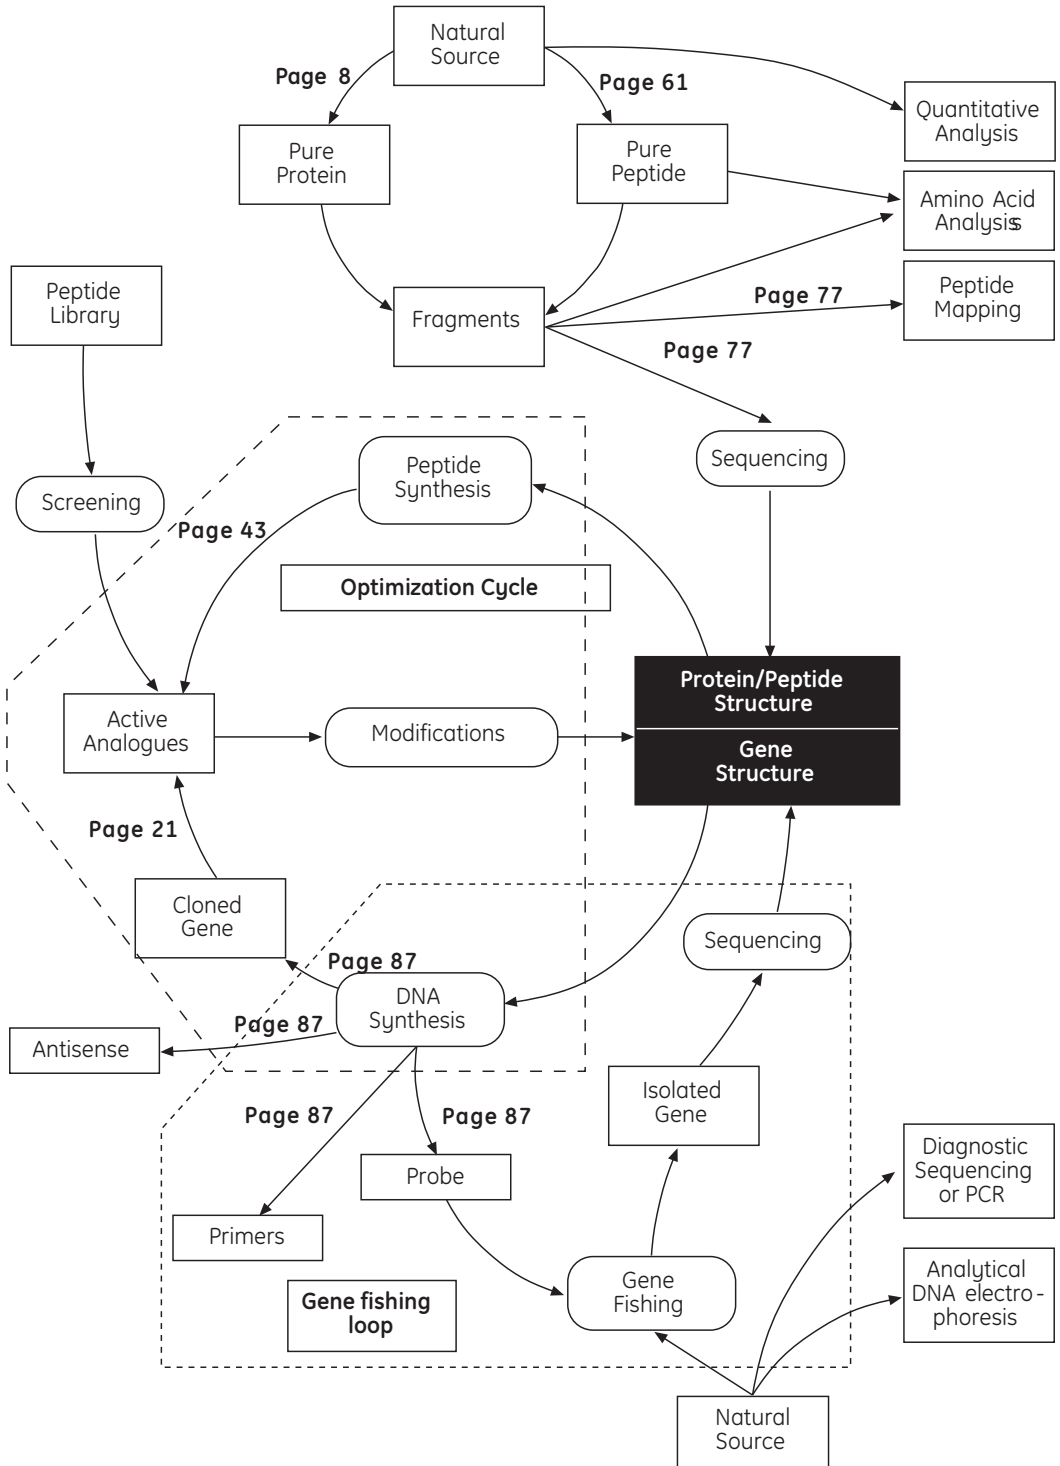 Natural
Source
Page 8
Page 61
Quantitative
Analysis
Pure
Protein
Pure
Peptide
Amino Acid
Analysis
Peptide
Library
Fragments
Page 77
Peptide
Mapping
Page 77
Peptide
Synthesis
Sequencing
Screening
Page 43
Optimization Cycle
Protein/Peptide
Structure
Gene
Structure
Active
Analogues
Modifications
Page 21
Cloned
Gene
Sequencing
Page 87
DNA
Synthesis
Page 87
Antisense
Isolated
Gene
Page 87
Page 87
Probe
Diagnostic
Sequencing
or PCR
Primers
Gene fishing
loop
Gene
Fishing
Analytical
DNA electro-
phoresis
Natural
Source